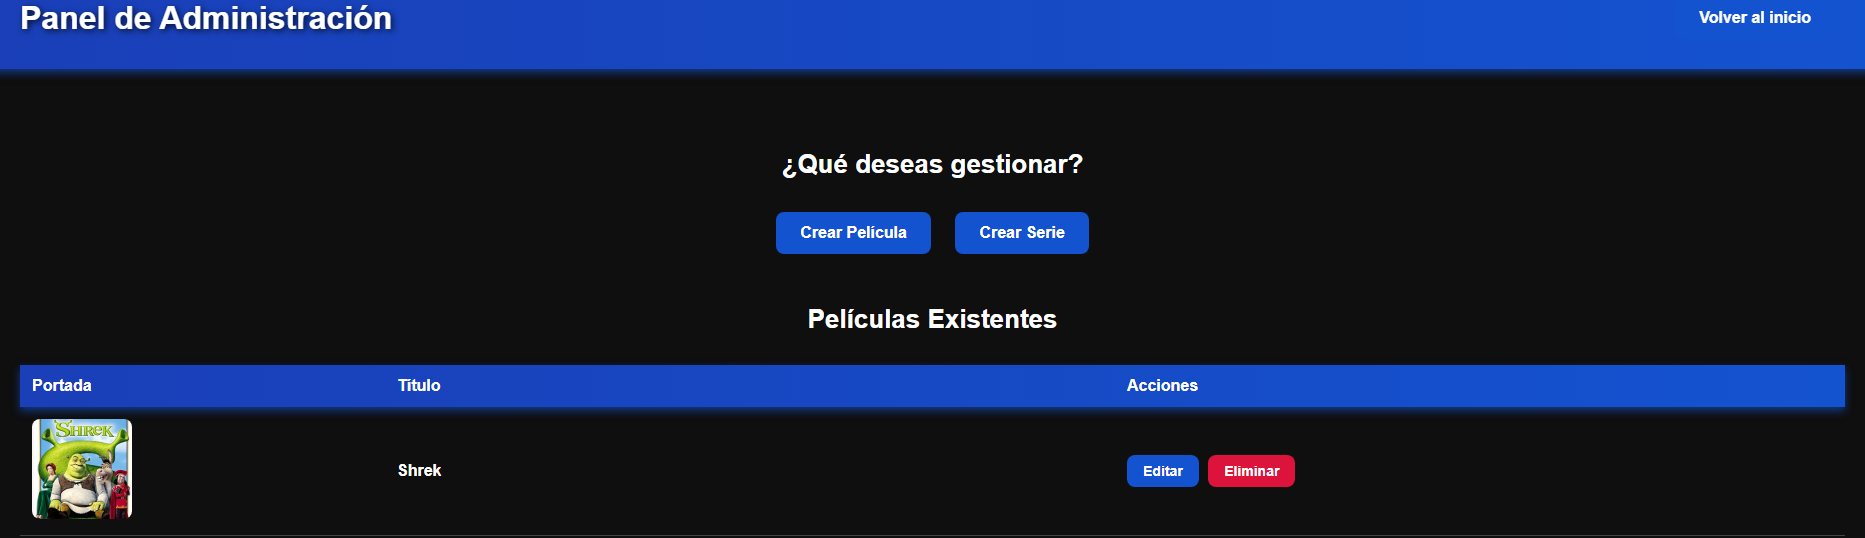 Panel de Administración
Volver al inicio
¿Qué deseas gestionar?
Crear Película
Crear Serie
Películas Existentes
Portada
Título
Acciones
SHReK
Shrek
Editar
Eliminar